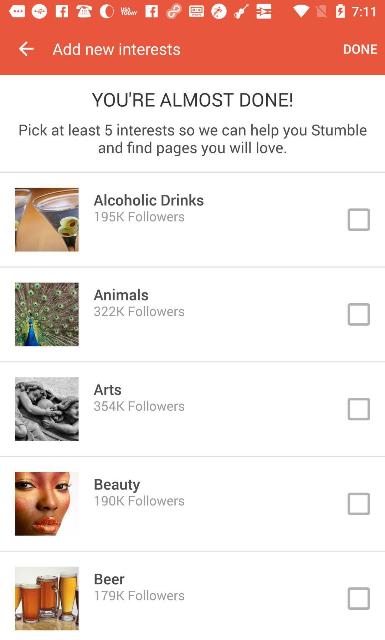 7:11
Add new interests
DONE
YOU'RE ALMOST DONE!
Pick at least 5 interests so we can help you Stumble
and find pages you will love.
Alcoholic Drinks
195K Followers
Animals
322K Followers
Arts
354K Followers
Beauty
190K Followers
Beer
179K Followers